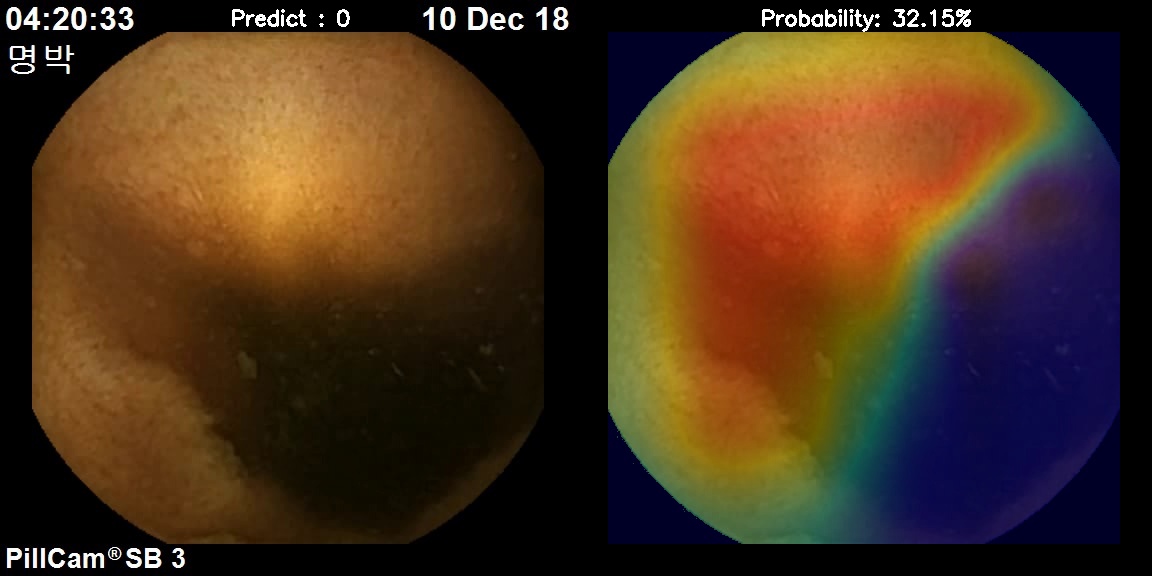 04:20:33
Predict : 0
10 Dec 18
Probability: 32.15%
명박
PillCam® SB 3